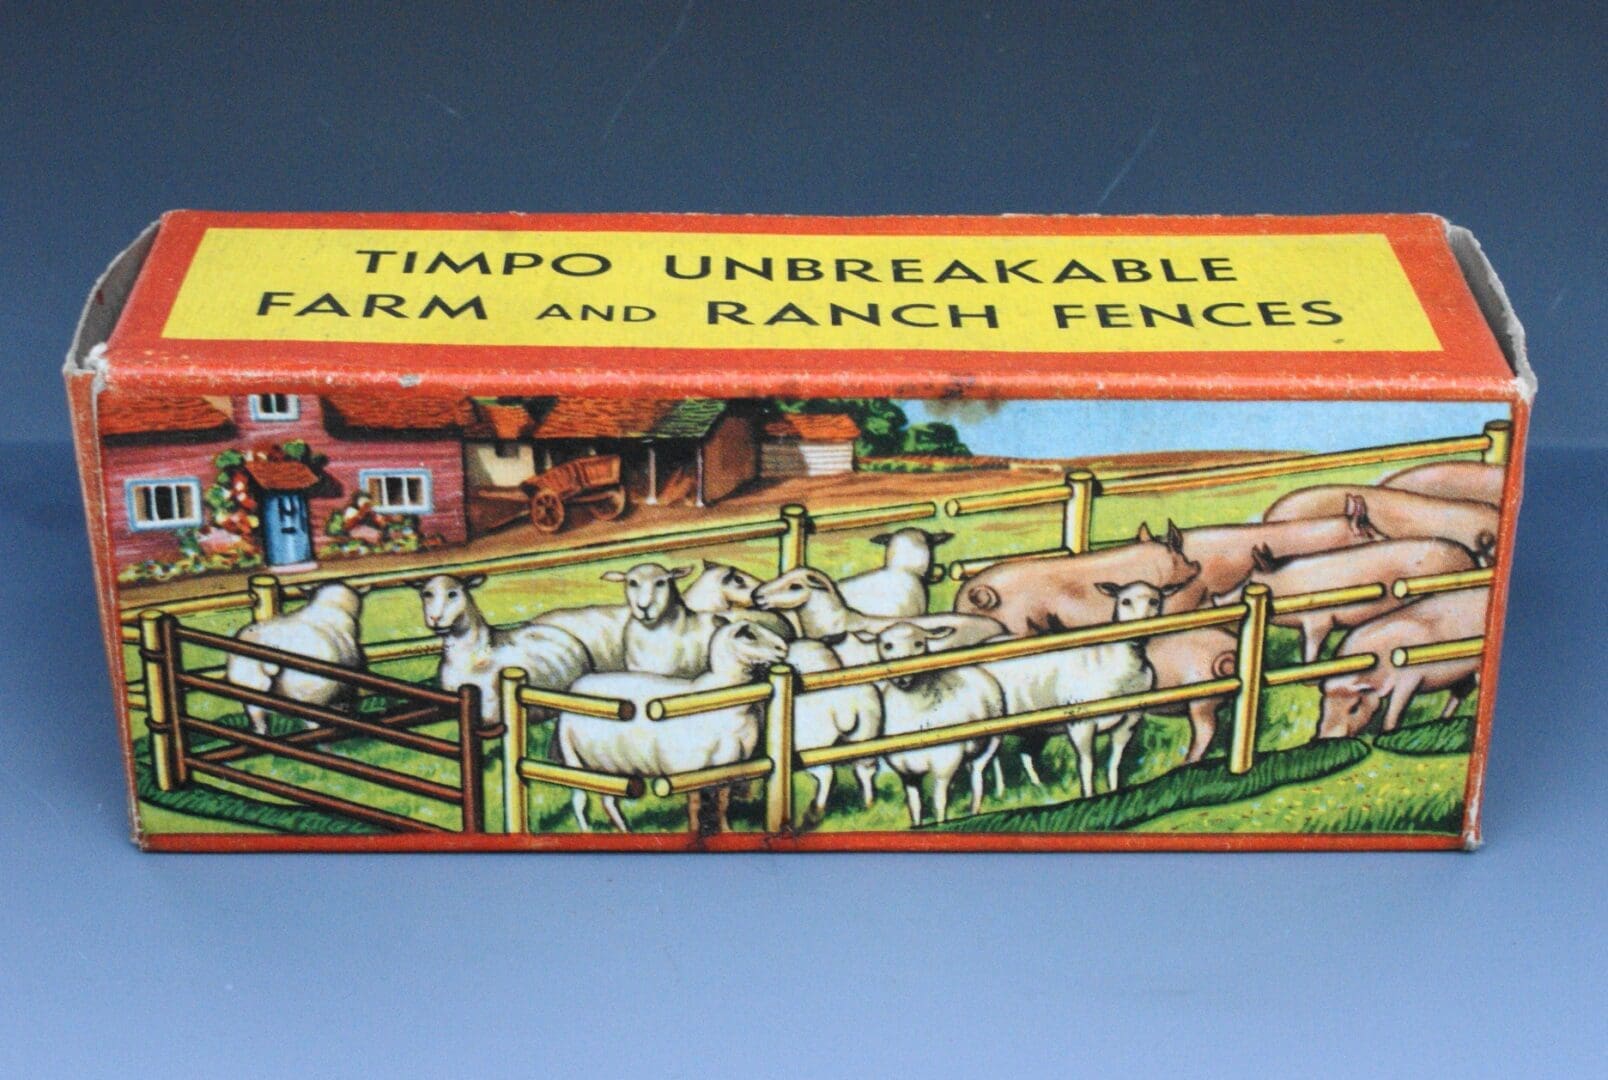 TIMPO UNBREAKABLE
FARM AND RANCH FENCES